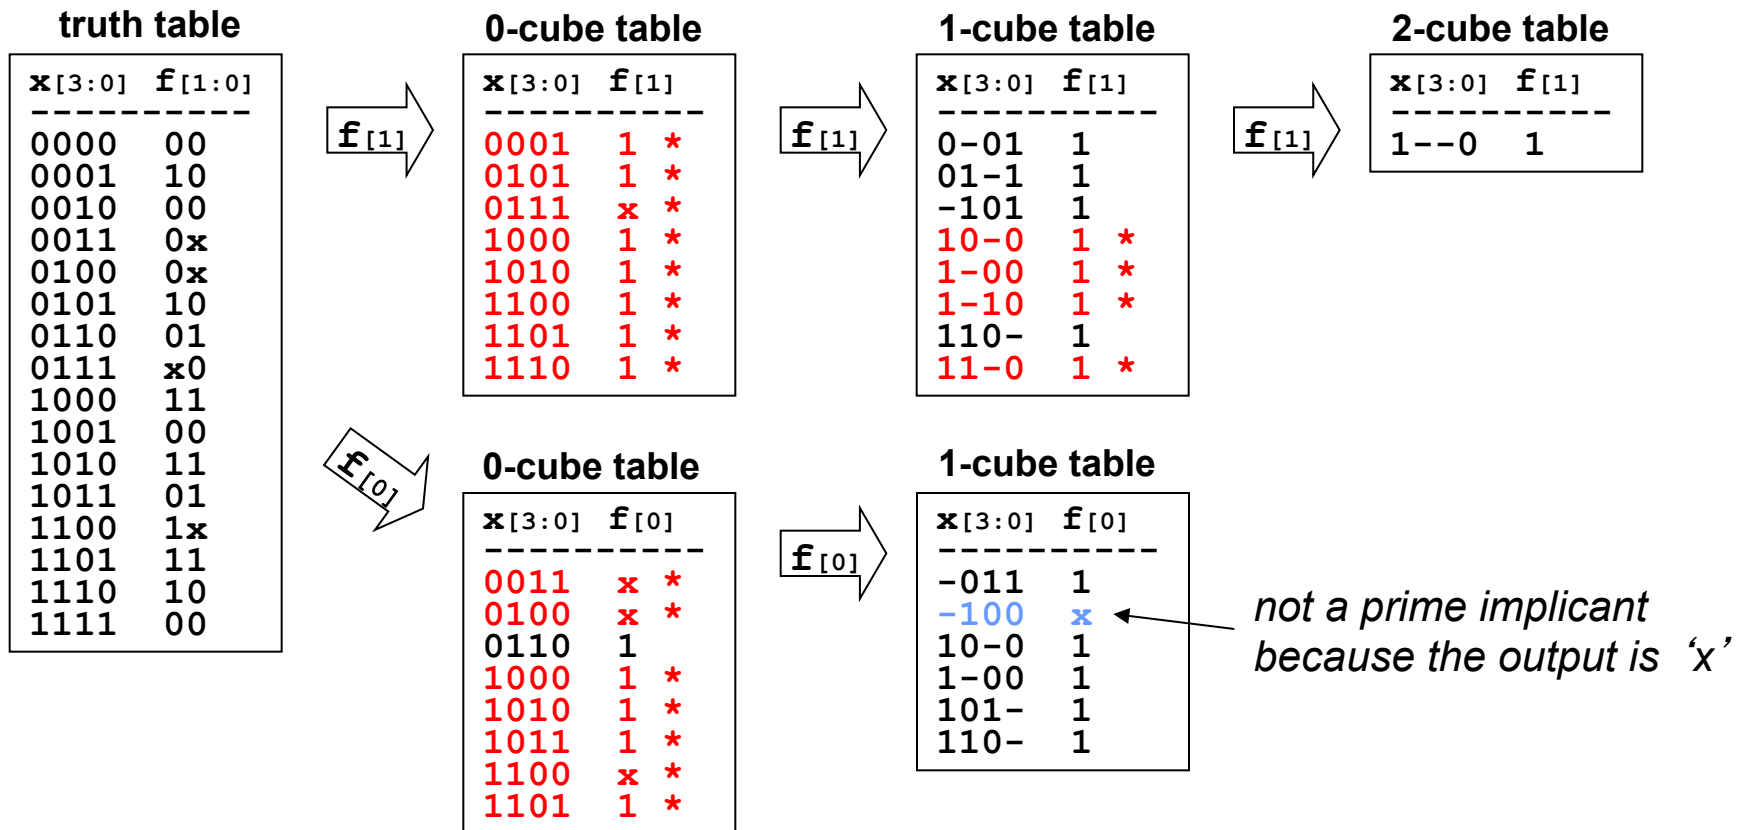 truth table
x[3:0] f[1:0]
-----------
0000 00
0001 10
0010 00
0011 0x
0100 0x
0101 10
0110 01
0111 x0
1000 11
1001 00
1010 11
1011 01
1100 1x
1101 11
1110 10
1111 00
f[1]
0-cube table
x[3:0] f[1]
-----------
0001 1 *
0101 1 *
0111 x *
1000 1 *
1010 1 *
1100 1 *
1101 1 *
1110 1 *
f[1]
1-cube table
x[3:0] f[1]
-----------
0-01 1
01-1 1
-101 1
10-0 1 *
1-00 1 *
1-10 1 *
110- 1
11-0 1 *
f[1]
2-cube table
x[3:0] f[1]
-----------
1--0 1
f[0]
0-cube table
x[3:0] f[0]
-----------
0011 x *
0100 x *
0110 1
1000 1 *
1010 1 *
1011 1 *
1100 x *
1101 1 *
f[0]
1-cube table
x[3:0] f[0]
-----------
-011 1
-100 x
10-0 1
1-00 1
101- 1
110- 1
not a prime implicant
because the output is ‘x’